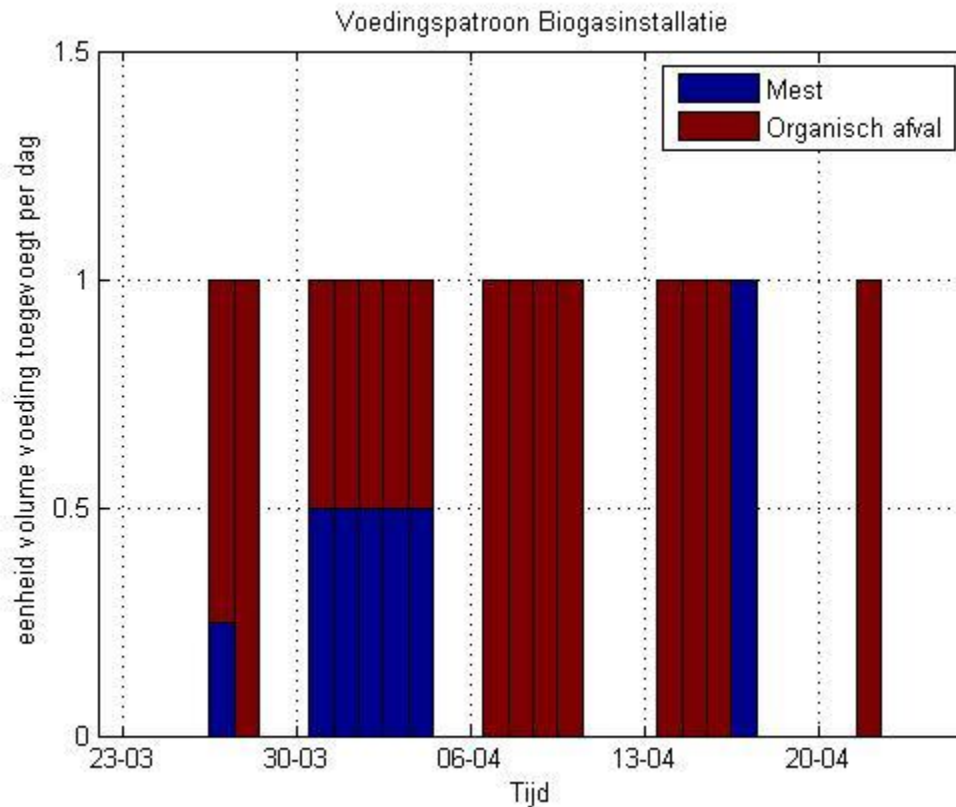 Voedingspatroon Biogasinstallatie
1.5
Mest
Organisch afval
eenheid volume voeding toegevoegt per dag
1
0.5
0
23-03 30-03 06-04 13-04 20-04
Tijd